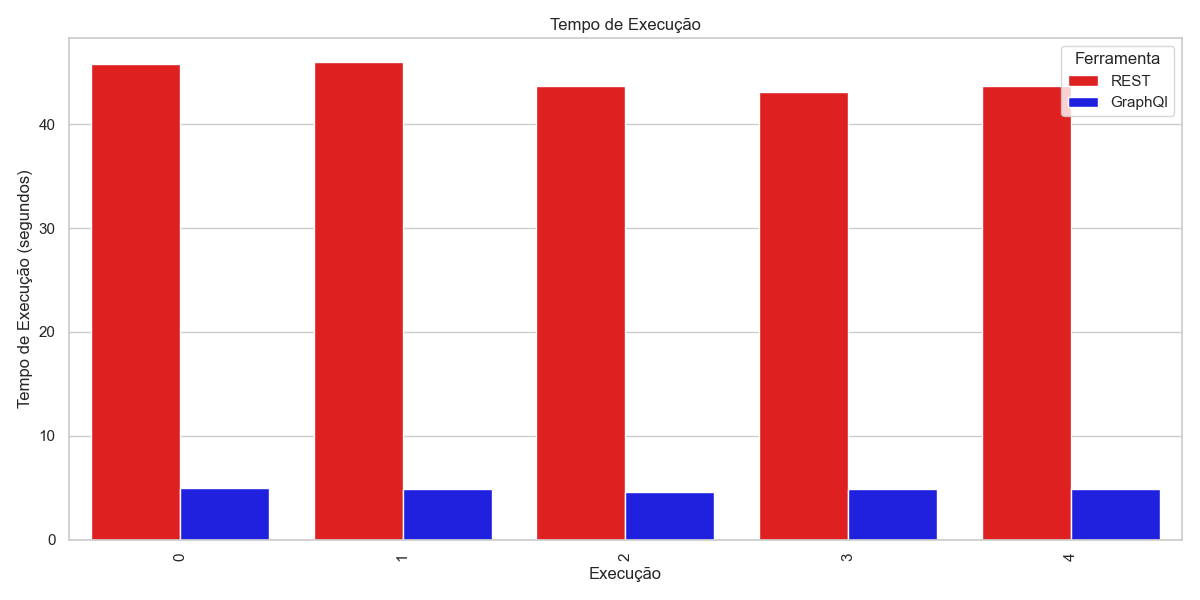 Tempo de Execução
Ferramenta
REST
GraphQl
Tempo de Execução (segundos)
40
30
20
10
0
0
1
2
3
4
Execução